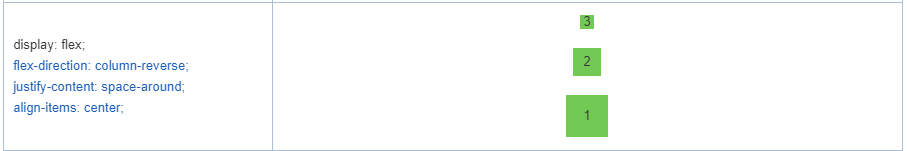 display: flex;
flex-direction: column-reverse;
justify-content: space-around;
align-items: center;
3
2
1